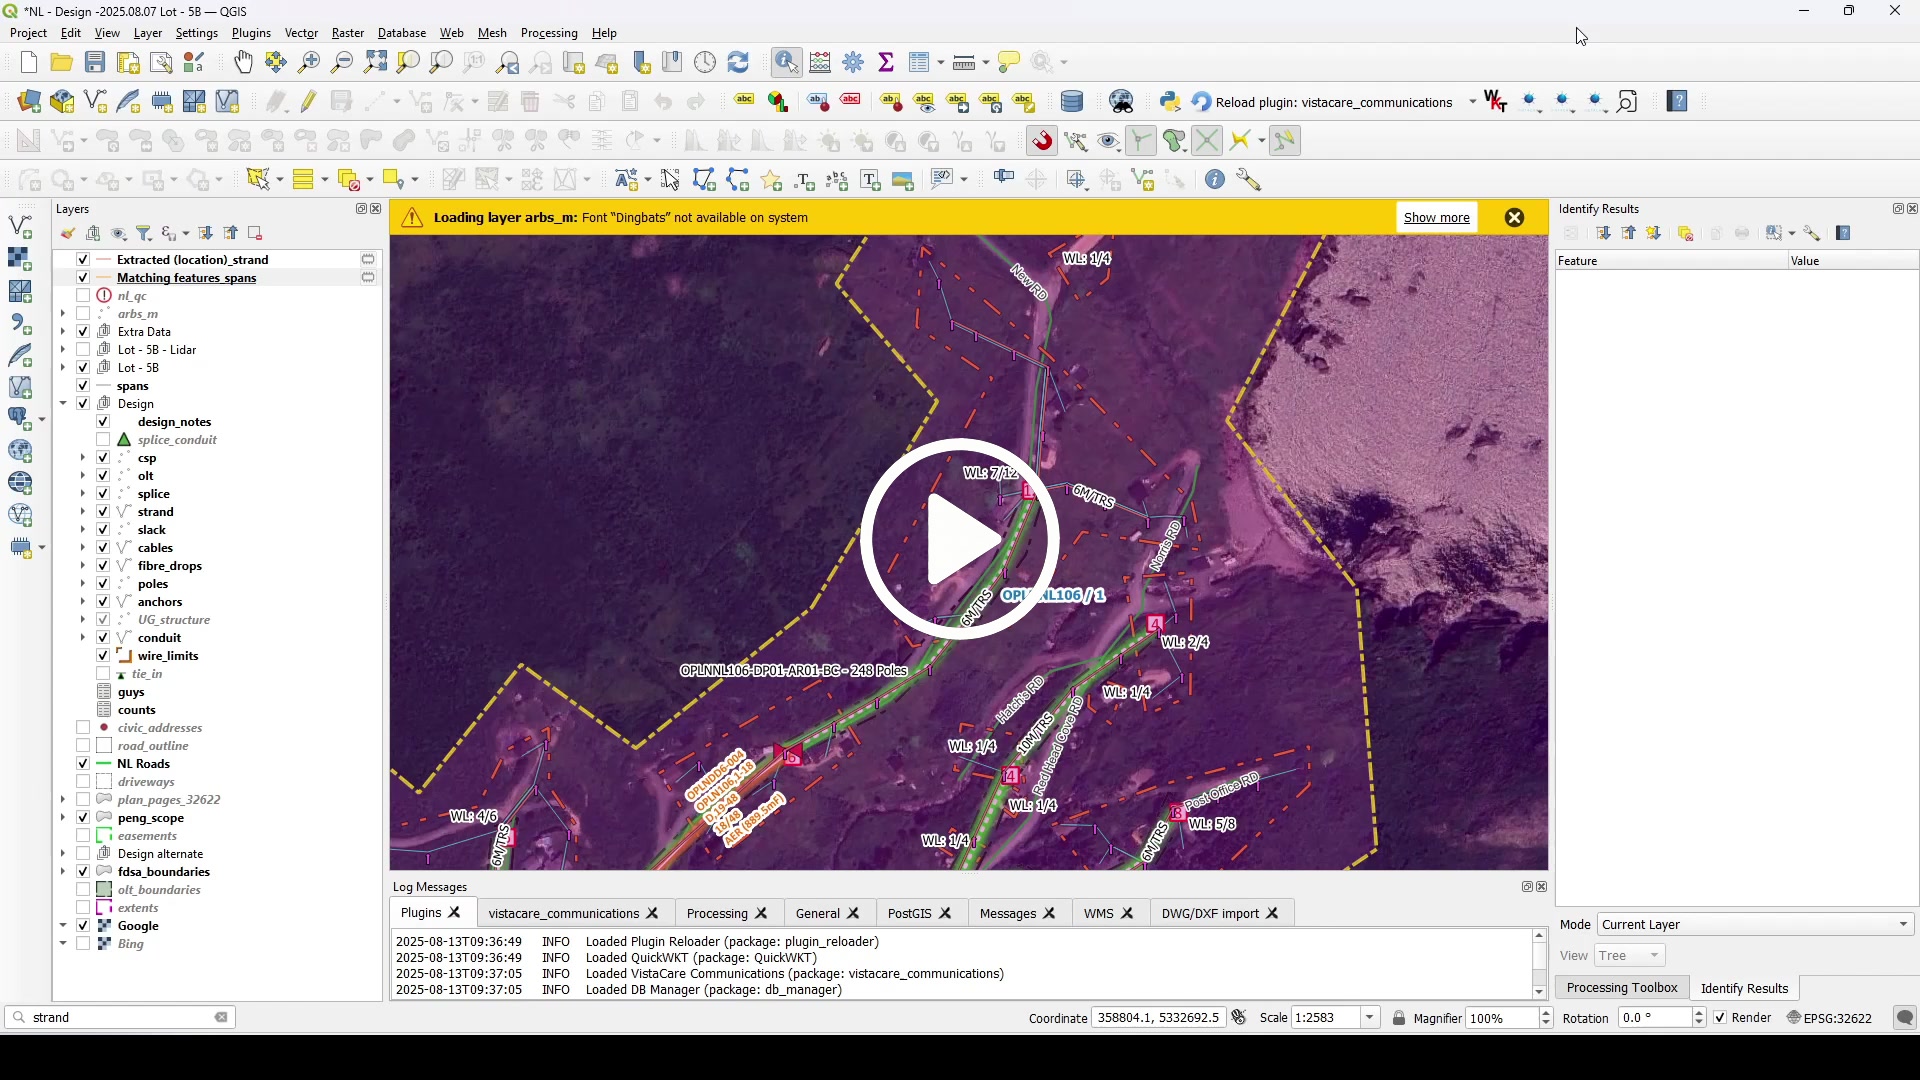 *NL - Design -2025.08.07 Lot - 5B — QGIS
Project Edit View Layer Settings Plugins Vector Raster Database Web Mesh Processing Help
Reload plugin: vistacare_communications
Layers
Extracted (location)_strand
Matching features_spans
nl_qc
arbs_m
Extra Data
Lot - 5B - Lidar
Lot - 5B
spans
Design
design_notes
splice_conduit
csp
olt
splice
strand
slack
cables
fibre_drops
poles
anchors
UG_structure
conduit
wire_limits
tie_in
guys
counts
civic_addresses
road_outline
NL Roads
driveways
plan_pages_32622
peng_scope
easements
Design alternate
fdsa_boundaries
olt_boundaries
extents
Google
Bing
strand
Loading layer arbs_m: Font “Dingbats” not available on system
Show more
New RD
WL: 1/4
WL: 7/12
6M/TRS
Norris RD
OPLNNL106 / 1
6M/TRS
4
WL: 2/4
OPLNNL106-DP01-AR01-BC - 248 Poles
Hatch's RD
WL: 1/4
10M/TRS
Red Head Cove RD
WL: 1/4
6
OPLNDD6-004
OPLN106,1-18
D,19-48
18/48
AER (889.5mF)
4
WL: 1/4
WL: 1/4
Post Office RD
8
WL: 5/8
6M/TRS
WL: 4/6
6M/TRS
Log Messages
Plugins vistacare_communications Processing General PostGIS Messages WMS DWG/DXF import
2025-08-13T09:36:49 INFO Loaded Plugin Reloader (package: plugin_reloader)
2025-08-13T09:36:49 INFO Loaded QuickWKT (package: QuickWKT)
2025-08-13T09:37:05 INFO Loaded VistaCare Communications (package: vistacare_communications)
2025-08-13T09:37:05 INFO Loaded DB Manager (package: db_manager)
Identify Results
Feature Value
Mode Current Layer
View Tree
Processing Toolbox Identify Results
Coordinate 358804.1, 5332692.5 Scale 1:2583 Magnifier 100% Rotation 0.0 ° Render EPSG:32622